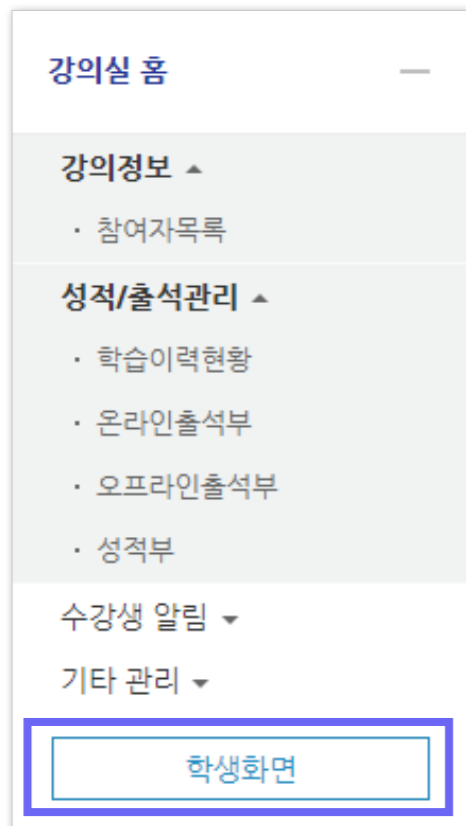 강의실 홈
강의정보
· 참여자목록
성적/출석관리
· 학습이력현황
· 온라인출석부
· 오프라인출석부
· 성적부
수강생 알림
기타 관리
학생화면